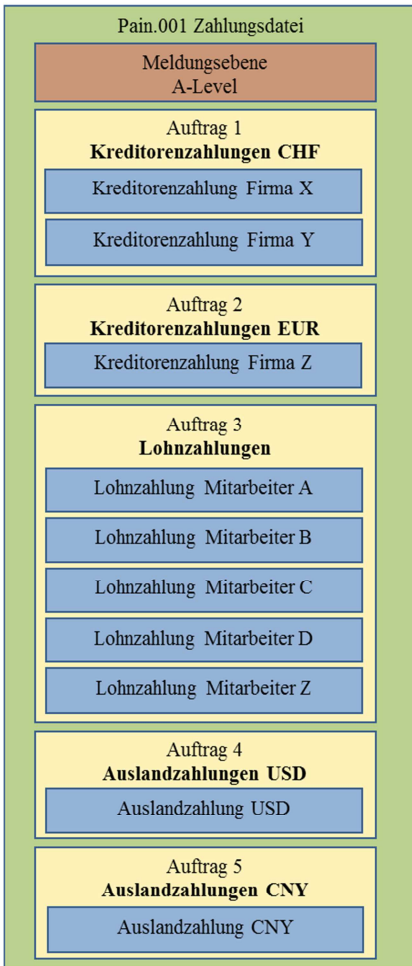 Pain.001 Zahlungsdatei
Meldungsebene
A-Level
Auftrag 1
Kreditorenzahlungen CHF
Kreditorenzahlung Firma X
Kreditorenzahlung Firma Y
Auftrag 2
Kreditorenzahlungen EUR
Kreditorenzahlung Firma Z
Auftrag 3
Lohnzahlungen
Lohnzahlung Mitarbeiter A
Lohnzahlung Mitarbeiter B
Lohnzahlung Mitarbeiter C
Lohnzahlung Mitarbeiter D
Lohnzahlung Mitarbeiter Z
Auftrag 4
Auslandzahlungen USD
Auslandzahlung USD
Auftrag 5
Auslandzahlungen CNY
Auslandzahlung CNY